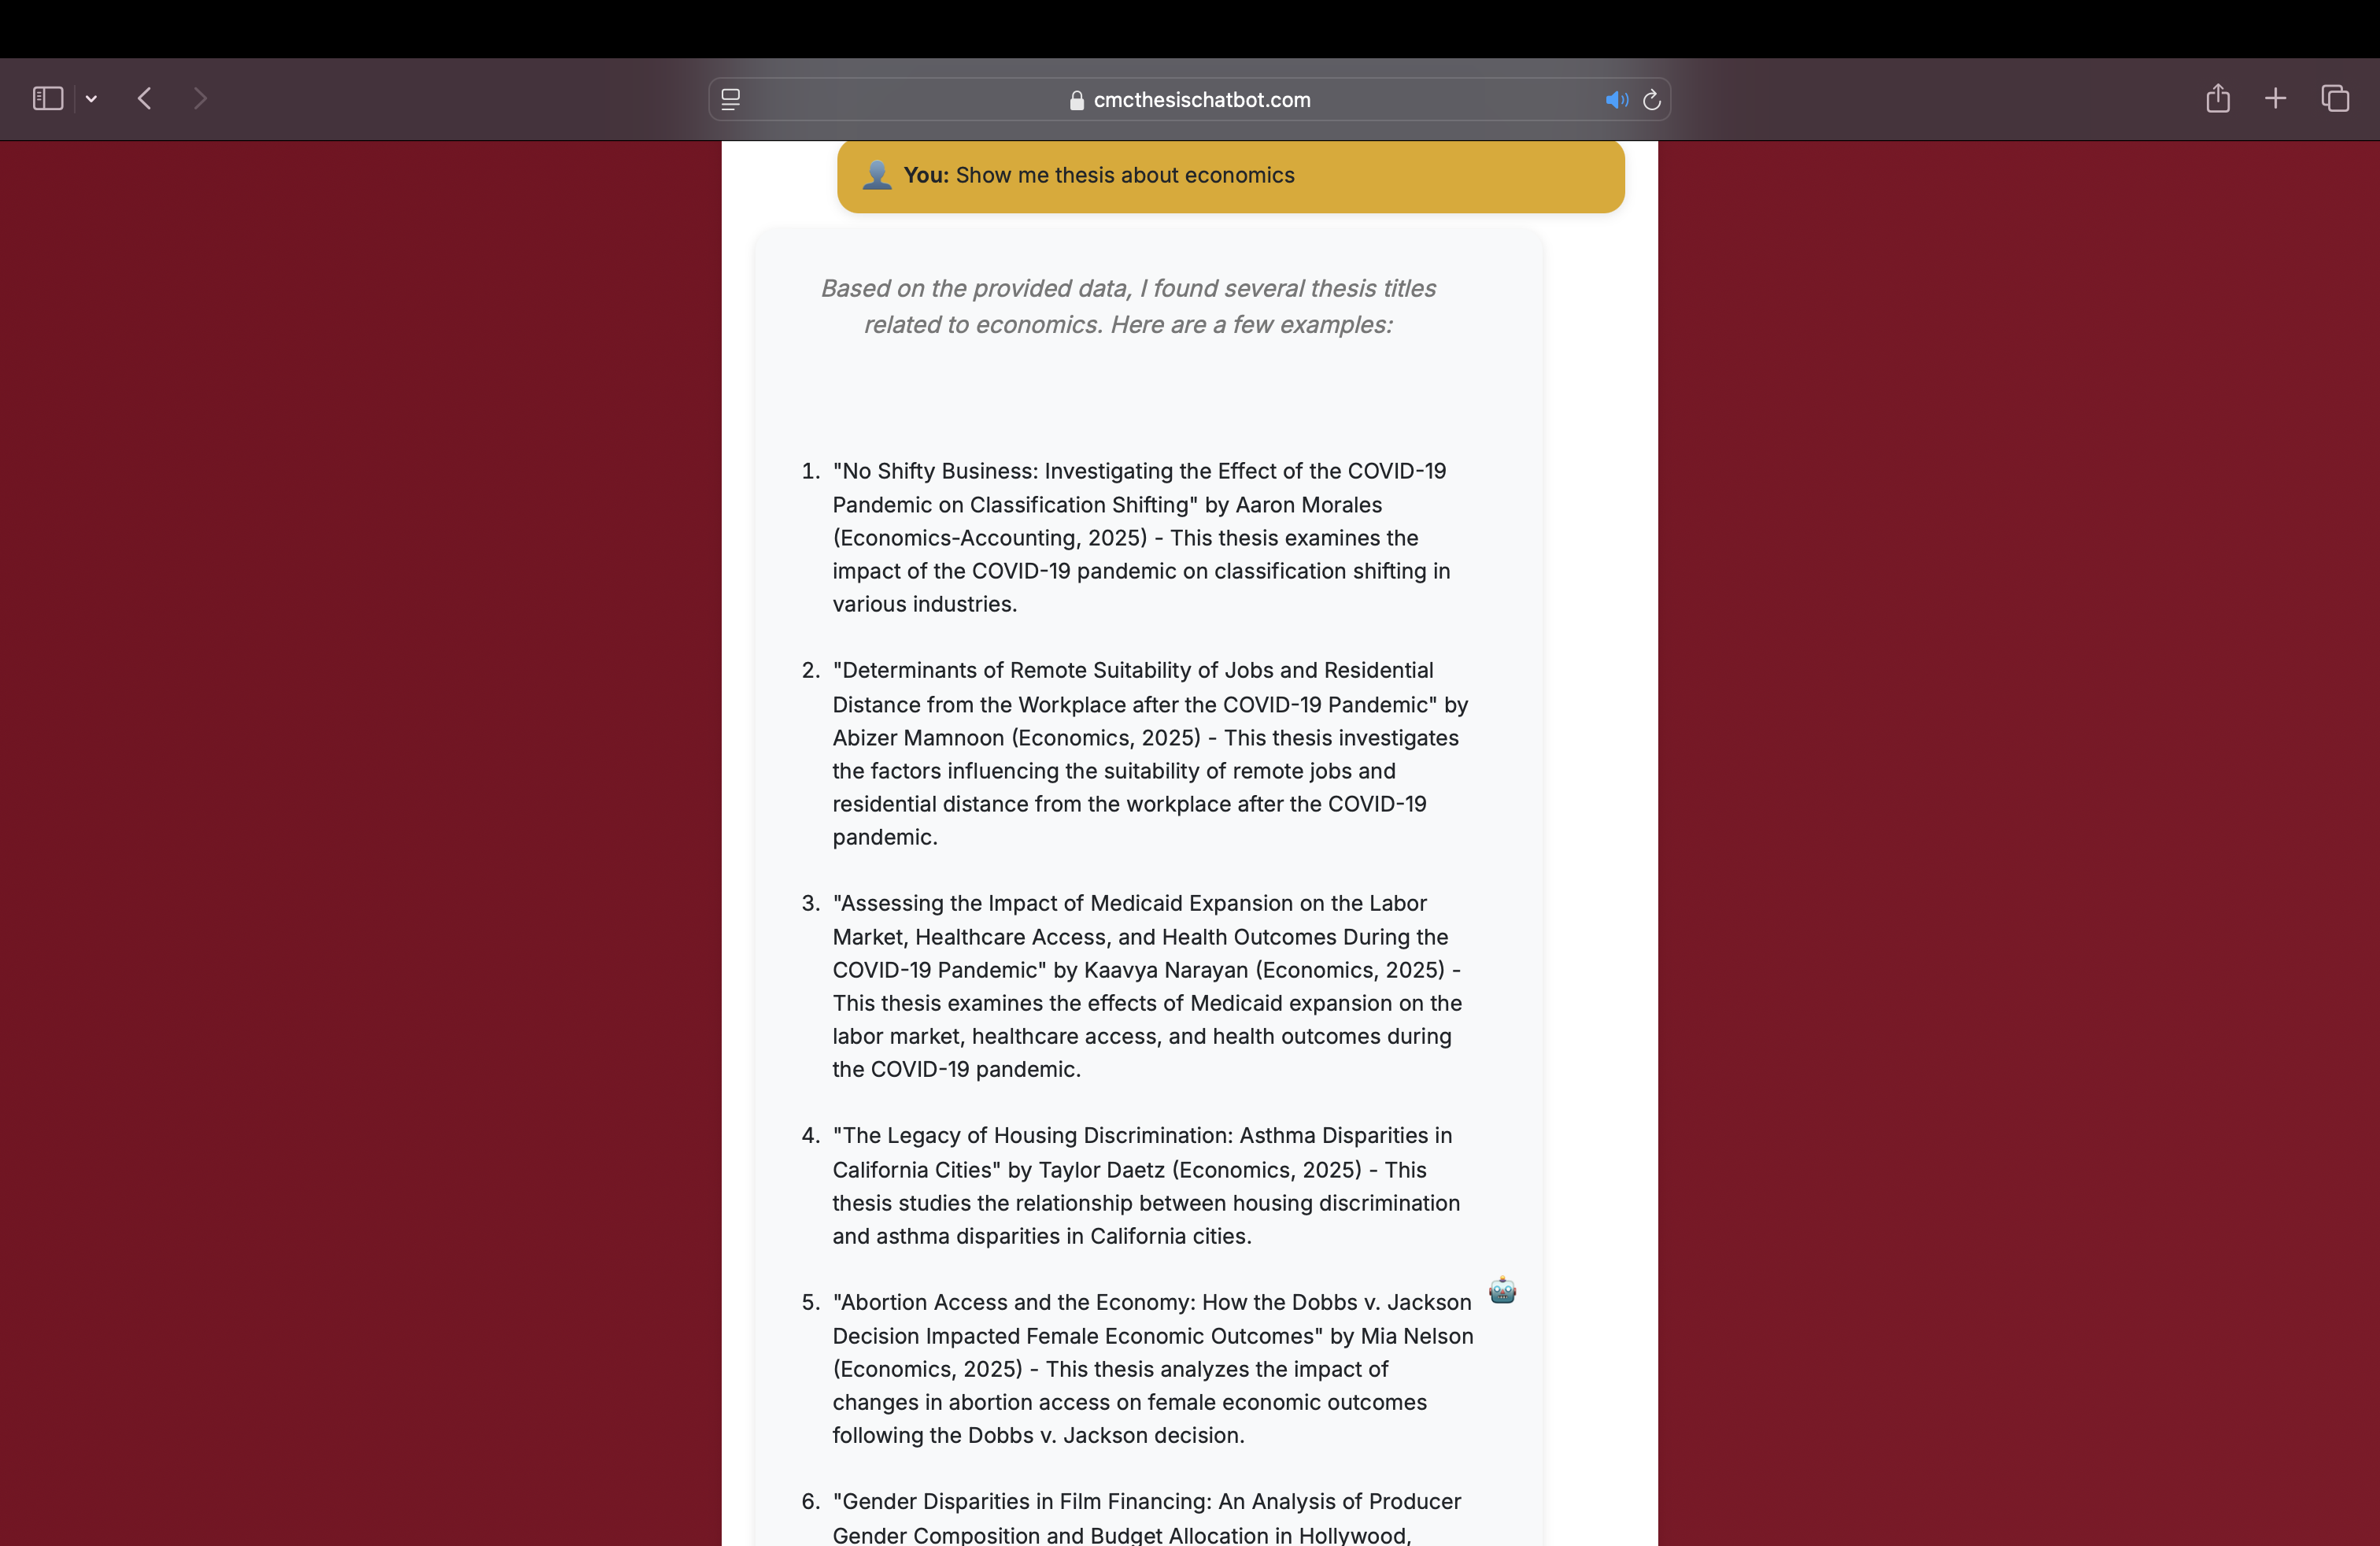 cmcthesischatbot.com
You: Show me thesis about economics
Based on the provided data, I found several thesis titles
related to economics. Here are a few examples:
1. "No Shifty Business: Investigating the Effect of the COVID-19
Pandemic on Classification Shifting" by Aaron Morales
(Economics-Accounting, 2025) - This thesis examines the
impact of the COVID-19 pandemic on classification shifting in
various industries.
2. "Determinants of Remote Suitability of Jobs and Residential
Distance from the Workplace after the COVID-19 Pandemic" by
Abizer Mamnoon (Economics, 2025) - This thesis investigates
the factors influencing the suitability of remote jobs and
residential distance from the workplace after the COVID-19
pandemic.
3. "Assessing the Impact of Medicaid Expansion on the Labor
Market, Healthcare Access, and Health Outcomes During the
COVID-19 Pandemic" by Kaavya Narayan (Economics, 2025) -
This thesis examines the effects of Medicaid expansion on the
labor market, healthcare access, and health outcomes during
the COVID-19 pandemic.
4. "The Legacy of Housing Discrimination: Asthma Disparities in
California Cities" by Taylor Daetz (Economics, 2025) - This
thesis studies the relationship between housing discrimination
and asthma disparities in California cities.
5. "Abortion Access and the Economy: How the Dobbs v. Jackson
Decision Impacted Female Economic Outcomes" by Mia Nelson
(Economics, 2025) - This thesis analyzes the impact of
changes in abortion access on female economic outcomes
following the Dobbs v. Jackson decision.
6. "Gender Disparities in Film Financing: An Analysis of Producer
Gender Composition and Budget Allocation in Hollywood,